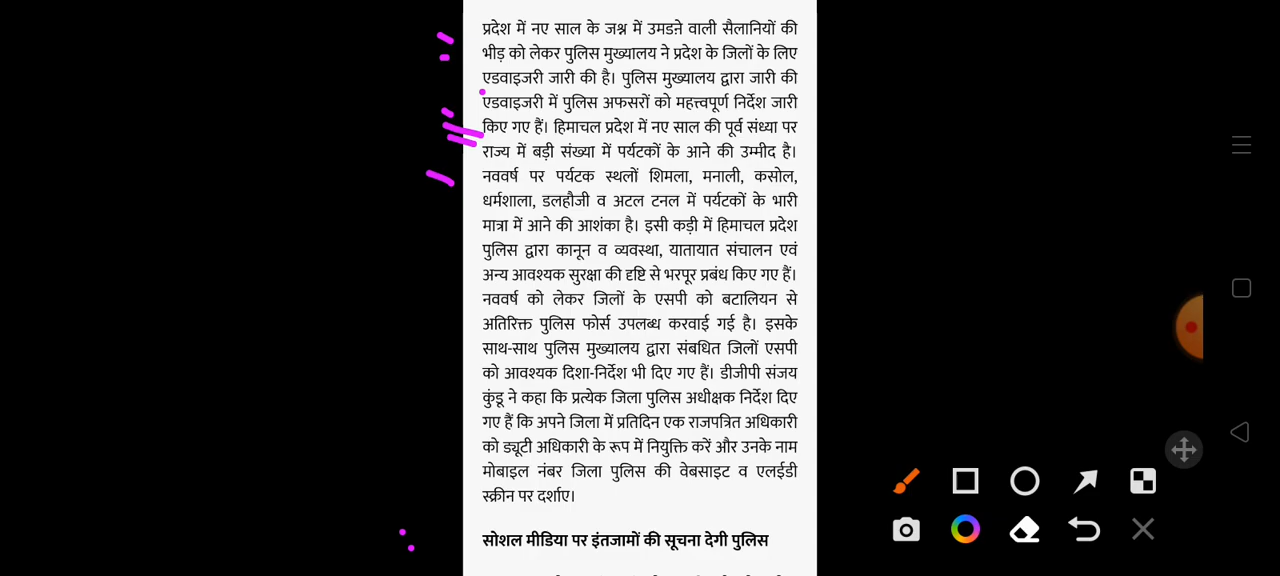 प्रदेश में नए साल के जश्न में उमडऩे वाली सैलानियों की
भीड़ को लेकर पुलिस मुख्यालय ने प्रदेश के जिलों के लिए
एडवाइजरी जारी की है। पुलिस मुख्यालय द्वारा जारी की
एडवाइजरी में पुलिस अफसरों को महत्त्वपूर्ण निर्देश जारी
किए गए हैं। हिमाचल प्रदेश में नए साल की पूर्व संध्या पर
राज्य में बड़ी संख्या में पर्यटकों के आने की उम्मीद है।
नववर्ष पर पर्यटक स्थलों शिमला, मनाली, कसोल,
धर्मशाला, डलहौजी व अटल टनल में पर्यटकों के भारी
मात्रा में आने की आशंका है। इसी कड़ी में हिमाचल प्रदेश
पुलिस द्वारा कानून व व्यवस्था, यातायात संचालन एवं
अन्य आवश्यक सुरक्षा की दृष्टि से भरपूर प्रबंध किए गए हैं।
नववर्ष को लेकर जिलों के एसपी को बटालियन से
अतिरिक्त पुलिस फोर्स उपलब्ध करवाई गई है। इसके
साथ-साथ पुलिस मुख्यालय द्वारा संबधित जिलों एसपी
को आवश्यक दिशा-निर्देश भी दिए गए हैं। डीजीपी संजय
कुंडू ने कहा कि प्रत्येक जिला पुलिस अधीक्षक निर्देश दिए
गए हैं कि अपने जिला में प्रतिदिन एक राजपत्रित अधिकारी
को ड्यूटी अधिकारी के रूप में नियुक्ति करें और उनके नाम
मोबाइल नंबर जिला पुलिस की वेबसाइट व एलईडी
स्क्रीन पर दर्शाए।
सोशल मीडिया पर इंतजामों की सूचना देगी पुलिस